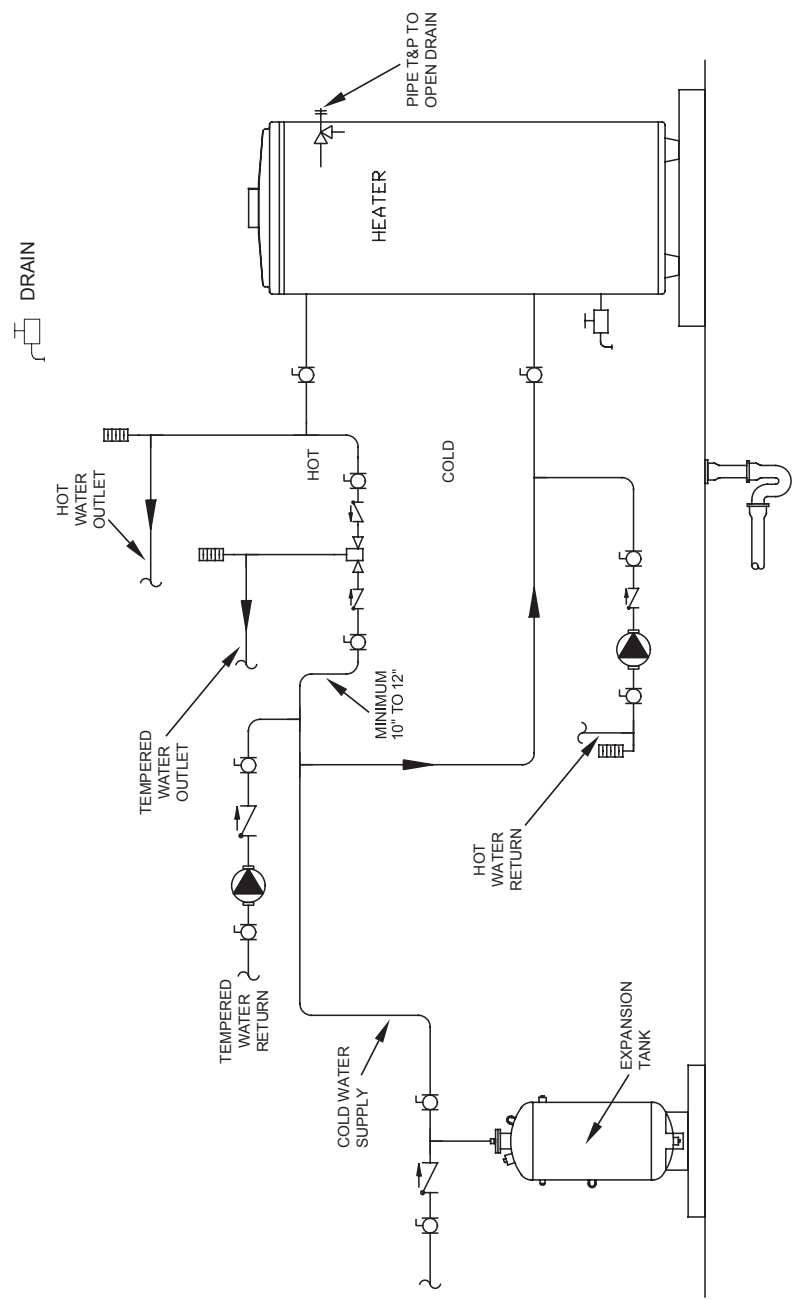 DRAIN
PIPE T&P TO
OPEN DRAIN
HEATER
HOT
WATER
OUTLET
HOT
COLD
TEMPERED
WATER
OUTLET
MINIMUM
10" TO 12"
HOT
WATER
RETURN
TEMPERED
WATER
RETURN
COLD WATER
SUPPLY
EXPANSION
TANK